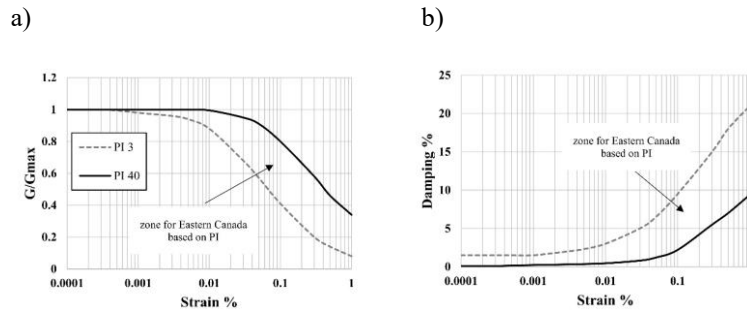 a)
b)
1.2
1
0.8
0.6
0.4
0.2
0
G/Gmax
PI 3
PI 40
zone for Eastern Canada
based on PI
0.0001
0.001
0.01
0.1
1
Strain %
25
20
15
10
5
0
Damping %
zone for Eastern Canada
based on PI
0.0001
0.001
0.01
0.1
Strain %